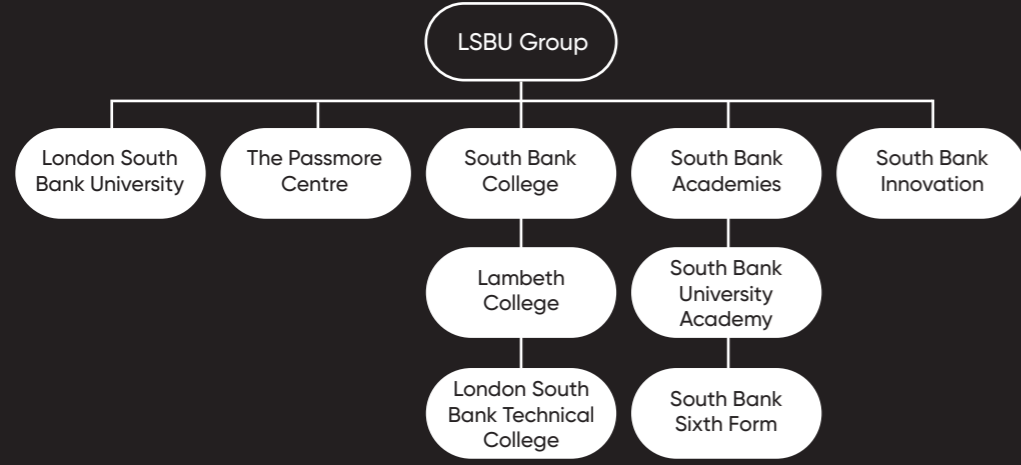 LSBU Group
London South
Bank University
The Passmore
Centre
South Bank
College
South Bank
Academies
South Bank
Innovation
Lambeth
College
South Bank
University
Academy
London South
Bank Technical
College
South Bank
Sixth Form